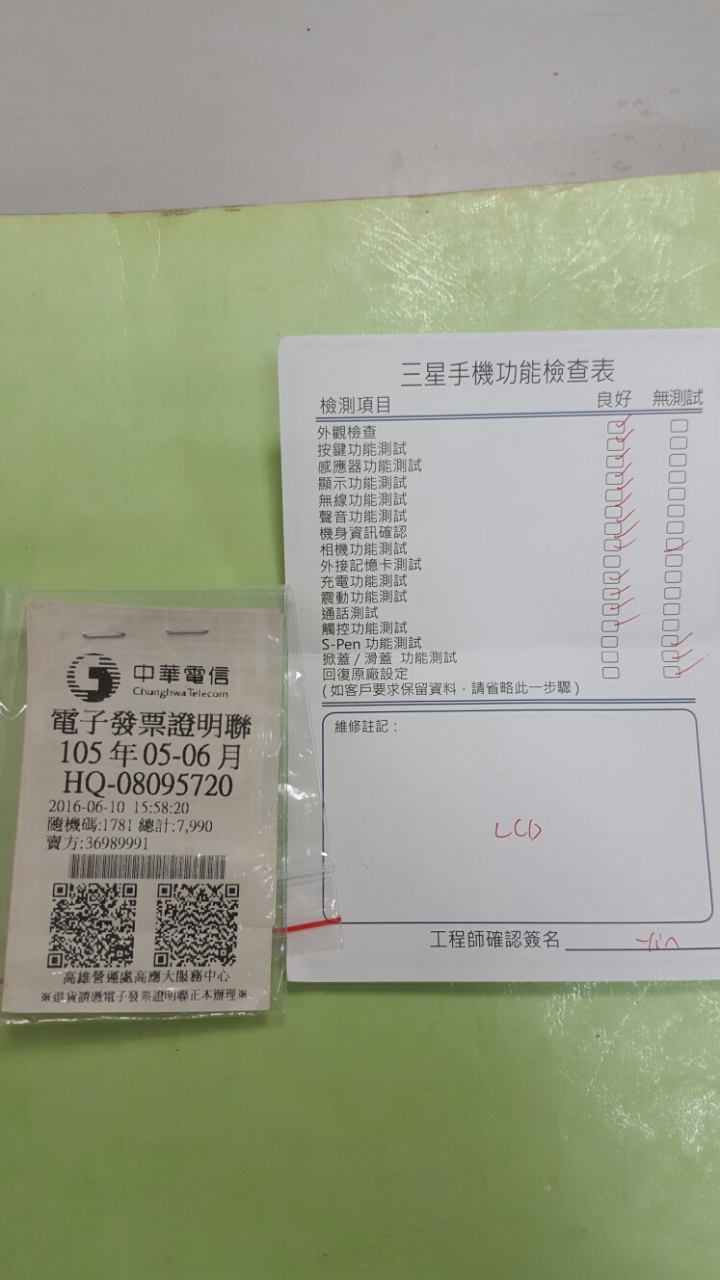 三星手機功能檢查表
檢測項目 良好 無測試
外觀檢查
按鍵功能測試
感應器功能測試
顯示功能測試
無線功能測試
聲音功能測試
機身資訊確認
相機功能測試
外接記憶卡測試
充電功能測試
震動功能測試
通話測試
觸控功能測試
S-Pen 功能測試
掀蓋 / 滑蓋 功能測試
回復原廠設定
( 如客戶要求保留資料，請省略此一步驟 )
維修註記：
LCD
工程師確認簽名 Yin
中華電信
Chunghwa Telecom
電子發票證明聯
105 年 05-06 月
HQ-08095720
2016-06-10 15:58:20
隨機碼:1781 總計:7,990
賣方:36989991
高雄營運處高應大服務中心
※退貨請憑電子發票證明聯正本辦理※